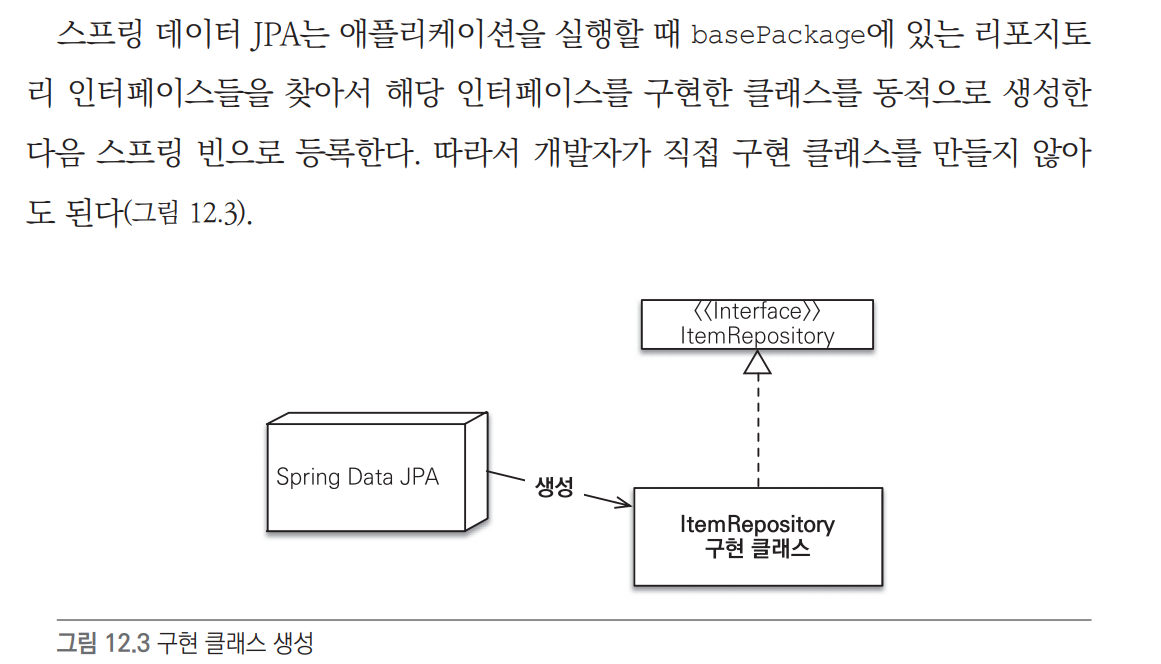 스프링 데이터 JPA는 애플리케이션을 실행할 때 basePackage에 있는 리포지토
리 인터페이스들을 찾아서 해당 인터페이스를 구현한 클래스를 동적으로 생성한
다음 스프링 빈으로 등록한다. 따라서 개발자가 직접 구현 클래스를 만들지 않아
도 된다(그림 12.3).
《Interface》
ItemRepository
Spring Data JPA
생성
ItemRepository
구현 클래스
그림 12.3 구현 클래스 생성